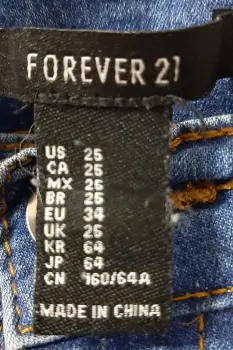 FOREVER 21
US 25
CA 25
MX 25
BR 25
EU 34
UK 25
KR 64
JP 64
CN 160/64A
MADE IN CHINA